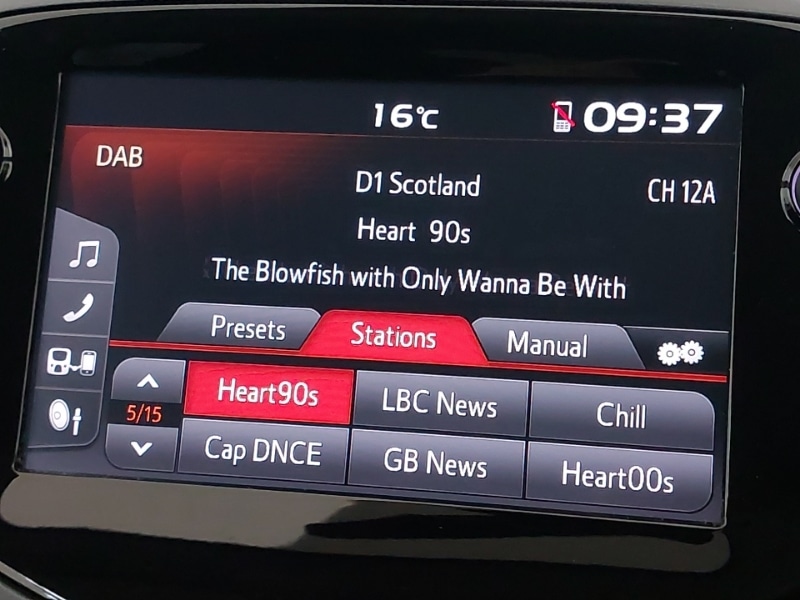 16°C 09:37
DAB
D1 Scotland CH 12A
Heart 90s
The Blowfish with Only Wanna Be With
Presets Stations Manual
Heart90s LBC News Chill
5/15
Cap DNCE GB News Heart00s